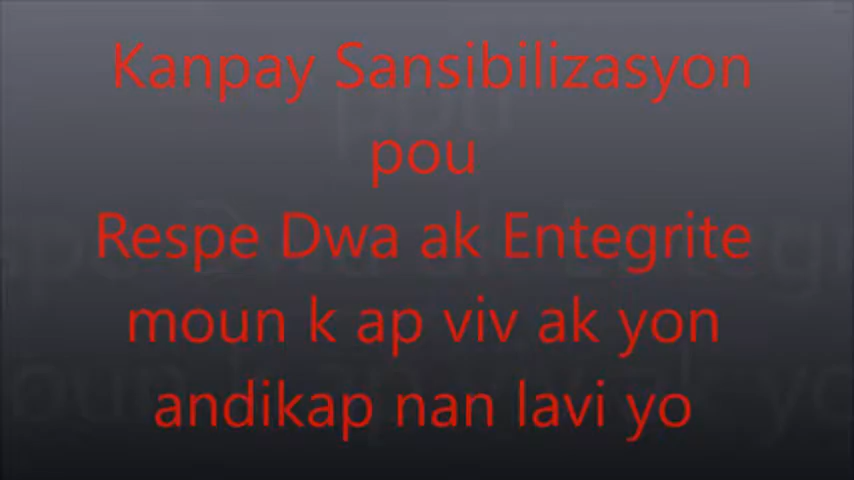 Kanpay Sansibilizasyon
pou
Respe Dwa ak Entegrite
moun k ap viv ak yon
andikap nan lavi yo